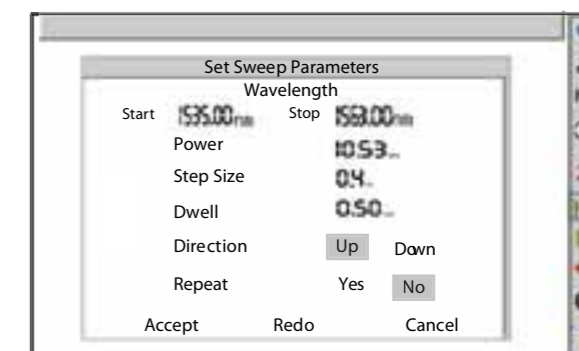 Set Sweep Parameters
Wavelength
Start 1535.00nm Stop 1563.00nm
Power 10.53
Step Size 0.4
Dwell 0.50
Direction Up Down
Repeat Yes No
Accept Redo Cancel